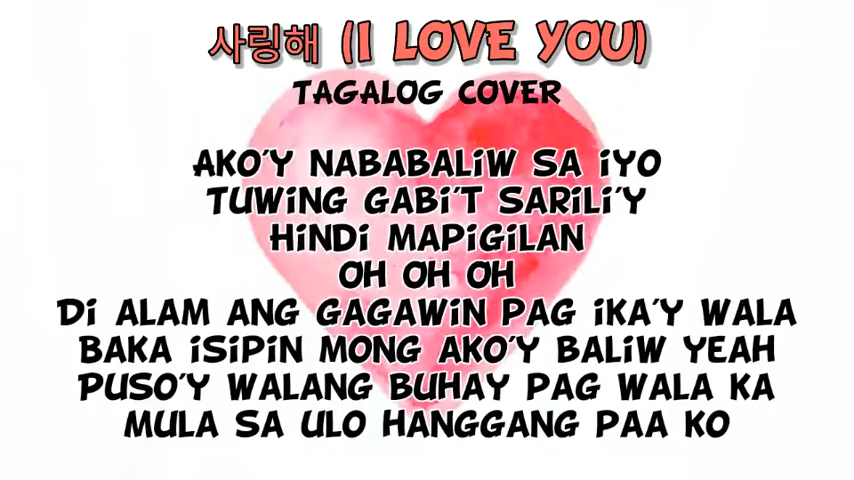 사링해 (I LOVE YOU)
TAGALOG COVER
AKO'Y NABABALIW SA IYO
TUWING GABI'T SARILI'Y
HINDI MAPIGILAN
OH OH OH
DI ALAM ANG GAGAWIN PAG IKA'Y WALA
BAKA ISIPIN MONG AKO'Y BALIW YEAH
PUSO'Y WALANG BUHAY PAG WALA KA
MULA SA ULO HANGGANG PAA KO